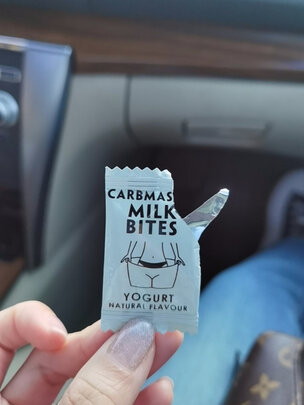 CARBMAS
MILK
BITES
YOGURT
NATURAL FLAVOUR